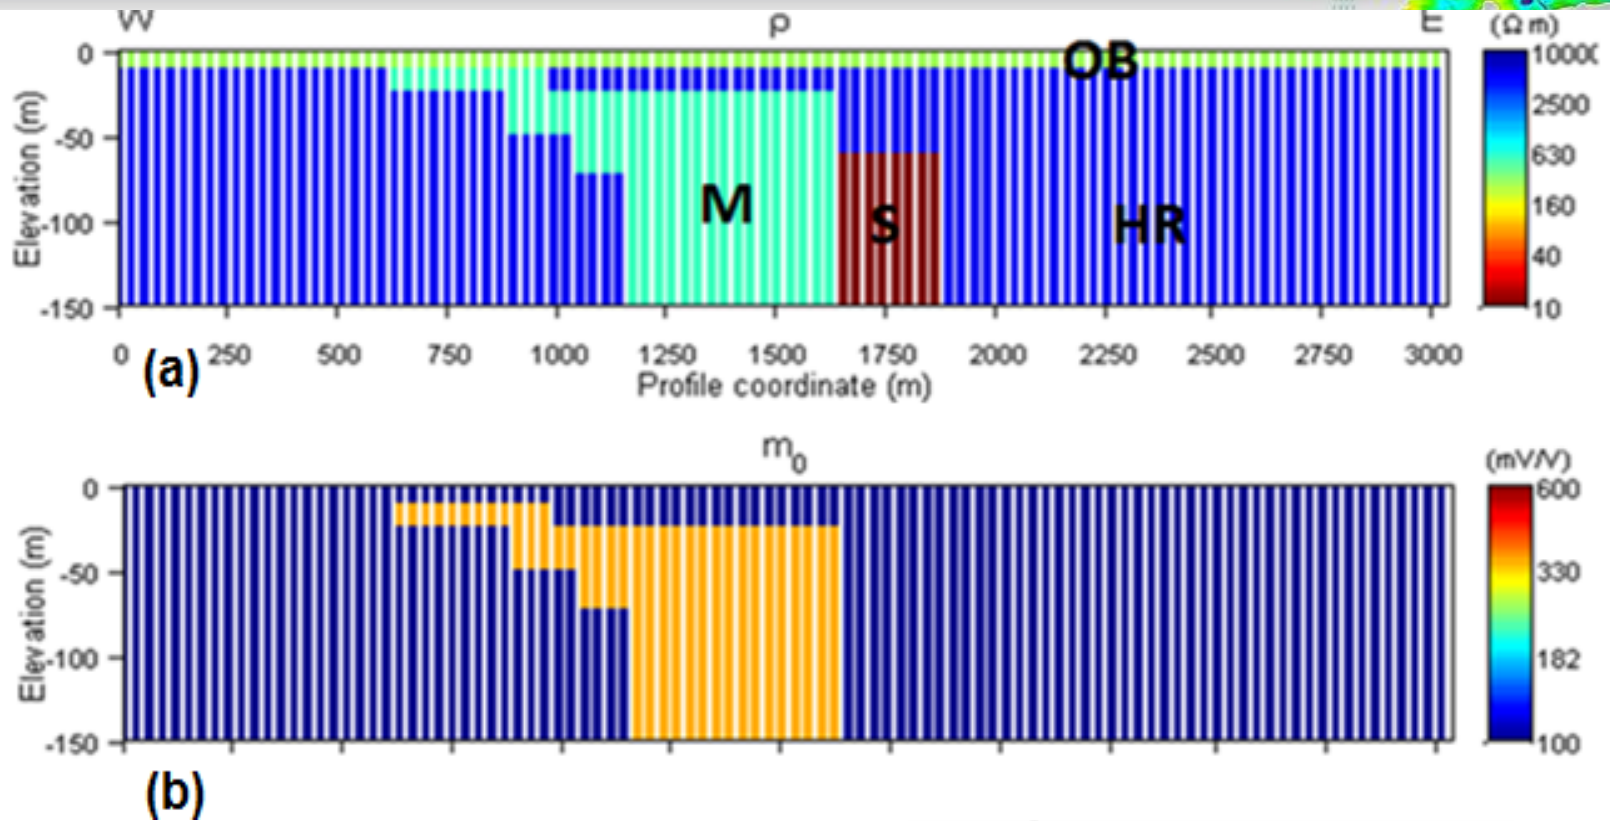 W ρ E (Ω m)
OB
0 10000
2500
-50 630
M S HR
-100 160
40
-150 10
Elevation (m)
0 250 500 750 1000 1250 1500 1750 2000 2250 2500 2750 3000
(a) Profile coordinate (m)
m0 (mV/V)
0 600
-50 330
-100 182
-150 100
Elevation (m)
(b)